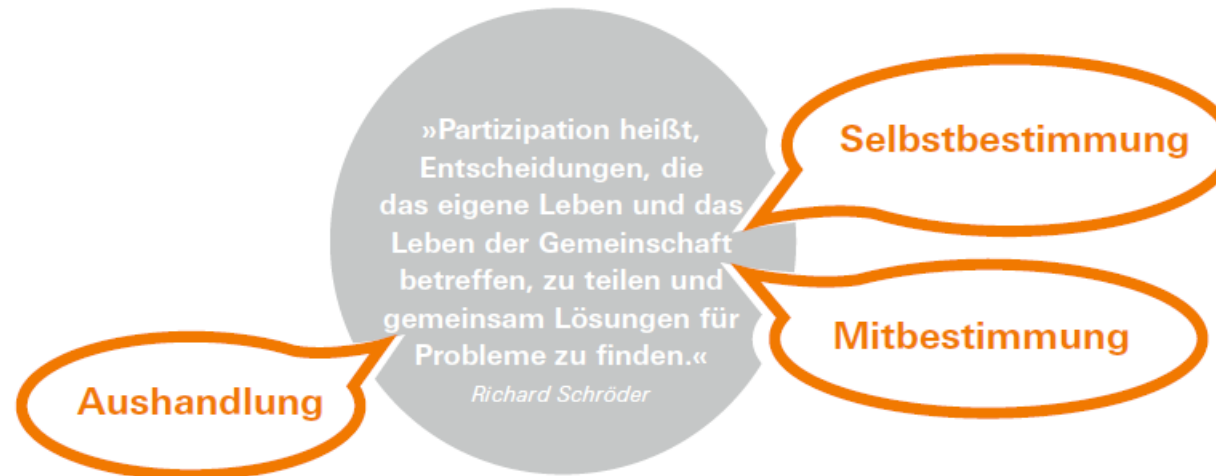 »Partizipation heißt,
Entscheidungen, die
das eigene Leben und das
Leben der Gemeinschaft
betreffen, zu teilen und
gemeinsam Lösungen für
Probleme zu finden.«
Richard Schröder
Selbstbestimmung
Mitbestimmung
Aushandlung